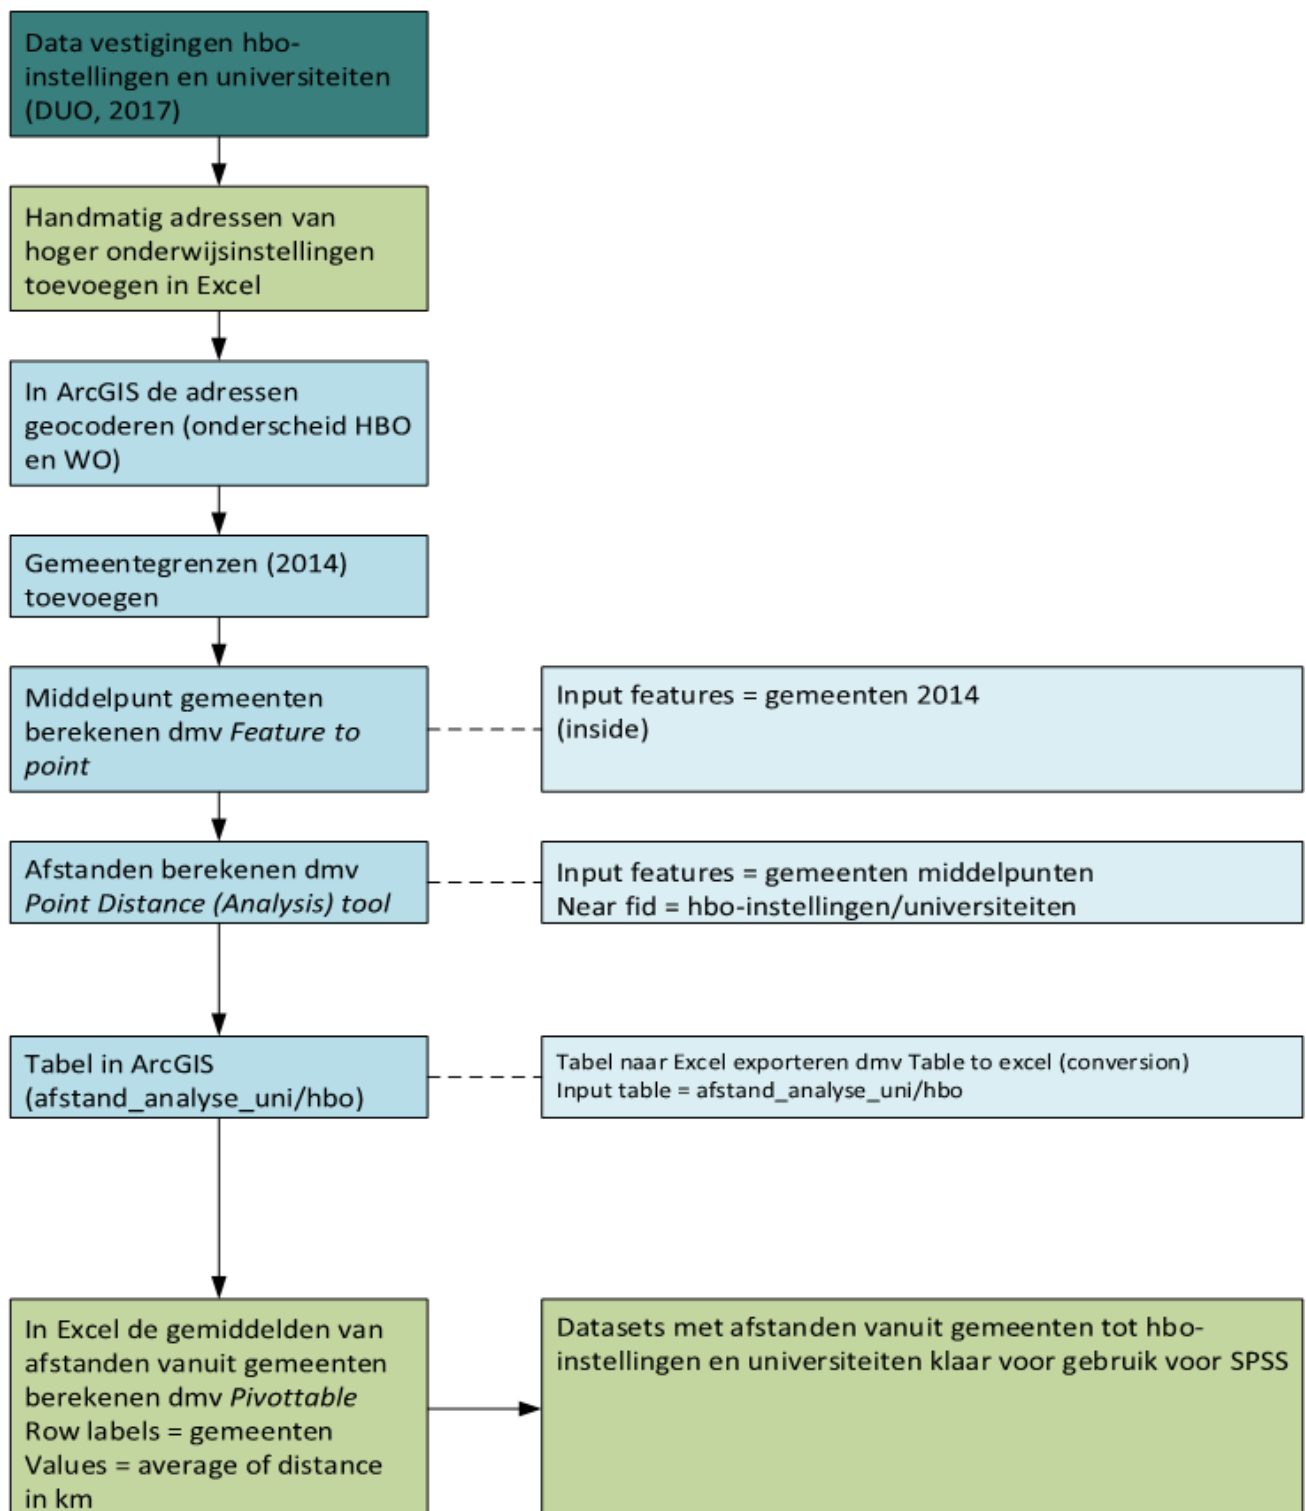 Data vestigingen hbo-
instellingen en universiteiten
(DUO, 2017)
Handmatig adressen van
hoger onderwijsinstellingen
toevoegen in Excel
In ArcGIS de adressen
geocoderen (onderscheid HBO
en WO)
Gemeentegrenzen (2014)
toevoegen
Middelpunt gemeenten
berekenen dmv Feature to
point
Input features = gemeenten 2014
(inside)
Afstanden berekenen dmv
Point Distance (Analysis) tool
Input features = gemeenten middelpunten
Near fid = hbo-instellingen/universiteiten
Tabel in ArcGIS
(afstand_analyse_uni/hbo)
Tabel naar Excel exporteren dmv Table to excel (conversion)
Input table = afstand_analyse_uni/hbo
In Excel de gemiddelden van
afstanden vanuit gemeenten
berekenen dmv Pivottable
Row labels = gemeenten
Values = average of distance
in km
Datasets met afstanden vanuit gemeenten tot hbo-
instellingen en universiteiten klaar voor gebruik voor SPSS